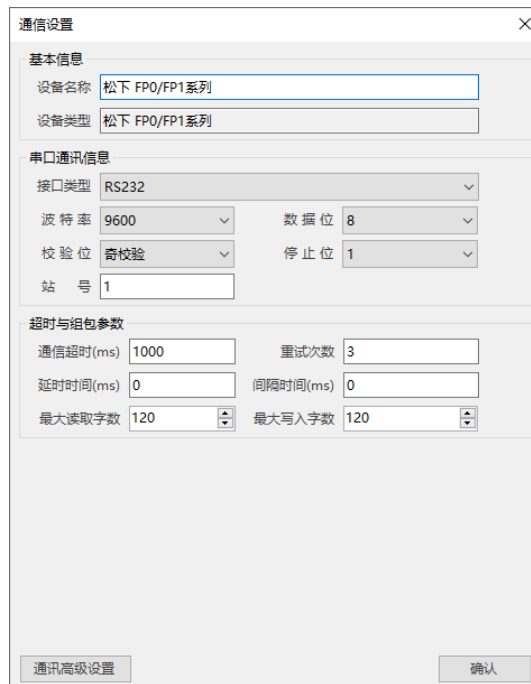 通信设置
基本信息
设备名称 松下 FP0/FP1系列
设备类型 松下 FP0/FP1系列
串口通讯信息
接口类型 RS232
波特率 9600 数据位 8
校验位 奇校验 停止位 1
站号 1
超时与组包参数
通信超时(ms) 1000 重试次数 3
延时时间(ms) 0 间隔时间(ms) 0
最大读取字数 120 最大写入字数 120
通讯高级设置 确认